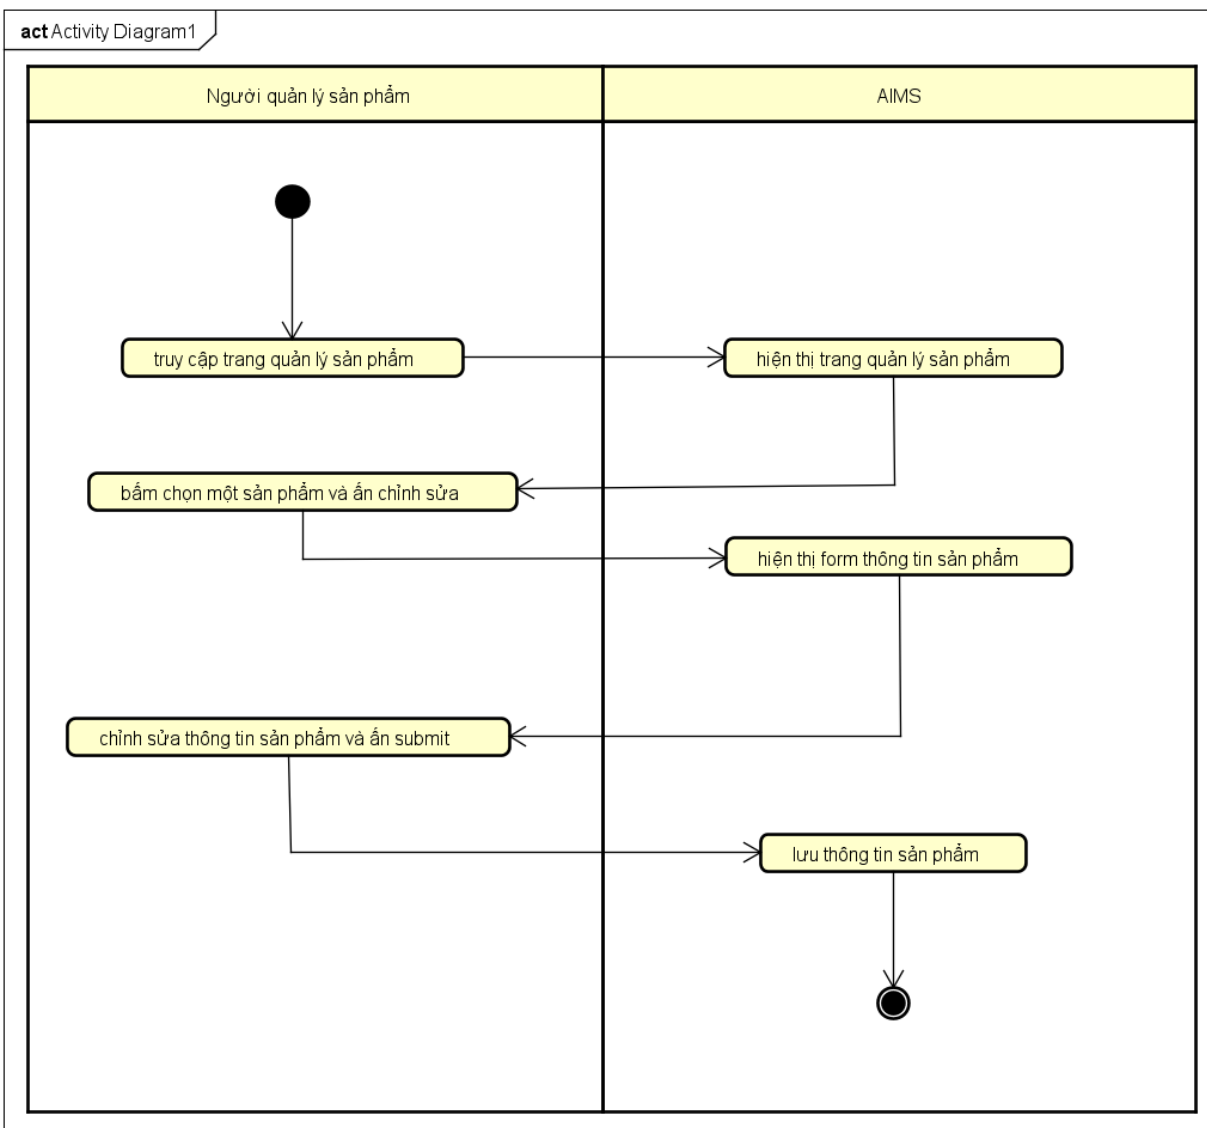 act Activity Diagram1
Người quản lý sản phẩm
AIMS
truy cập trang quản lý sản phẩm
hiện thị trang quản lý sản phẩm
bấm chọn một sản phẩm và ấn chỉnh sửa
hiện thị form thông tin sản phẩm
chỉnh sửa thông tin sản phẩm và ấn submit
lưu thông tin sản phẩm